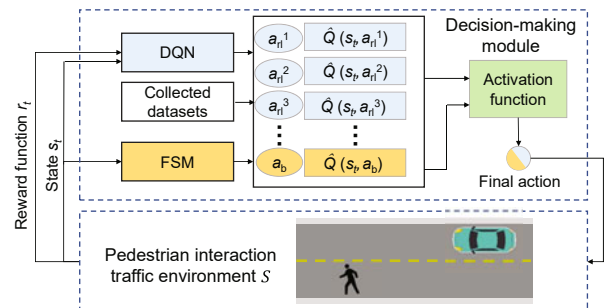 Reward function r_t
State s_t
DQN
Collected
datasets
FSM
a_rl^1
Q̂ (s_t, a_rl^1)
a_rl^2
Q̂ (s_t, a_rl^2)
a_rl^3
Q̂ (s_t, a_rl^3)
a_b
Q̂ (s_t, a_b)
Decision-making
module
Activation
function
Final action
Pedestrian interaction
traffic environment S